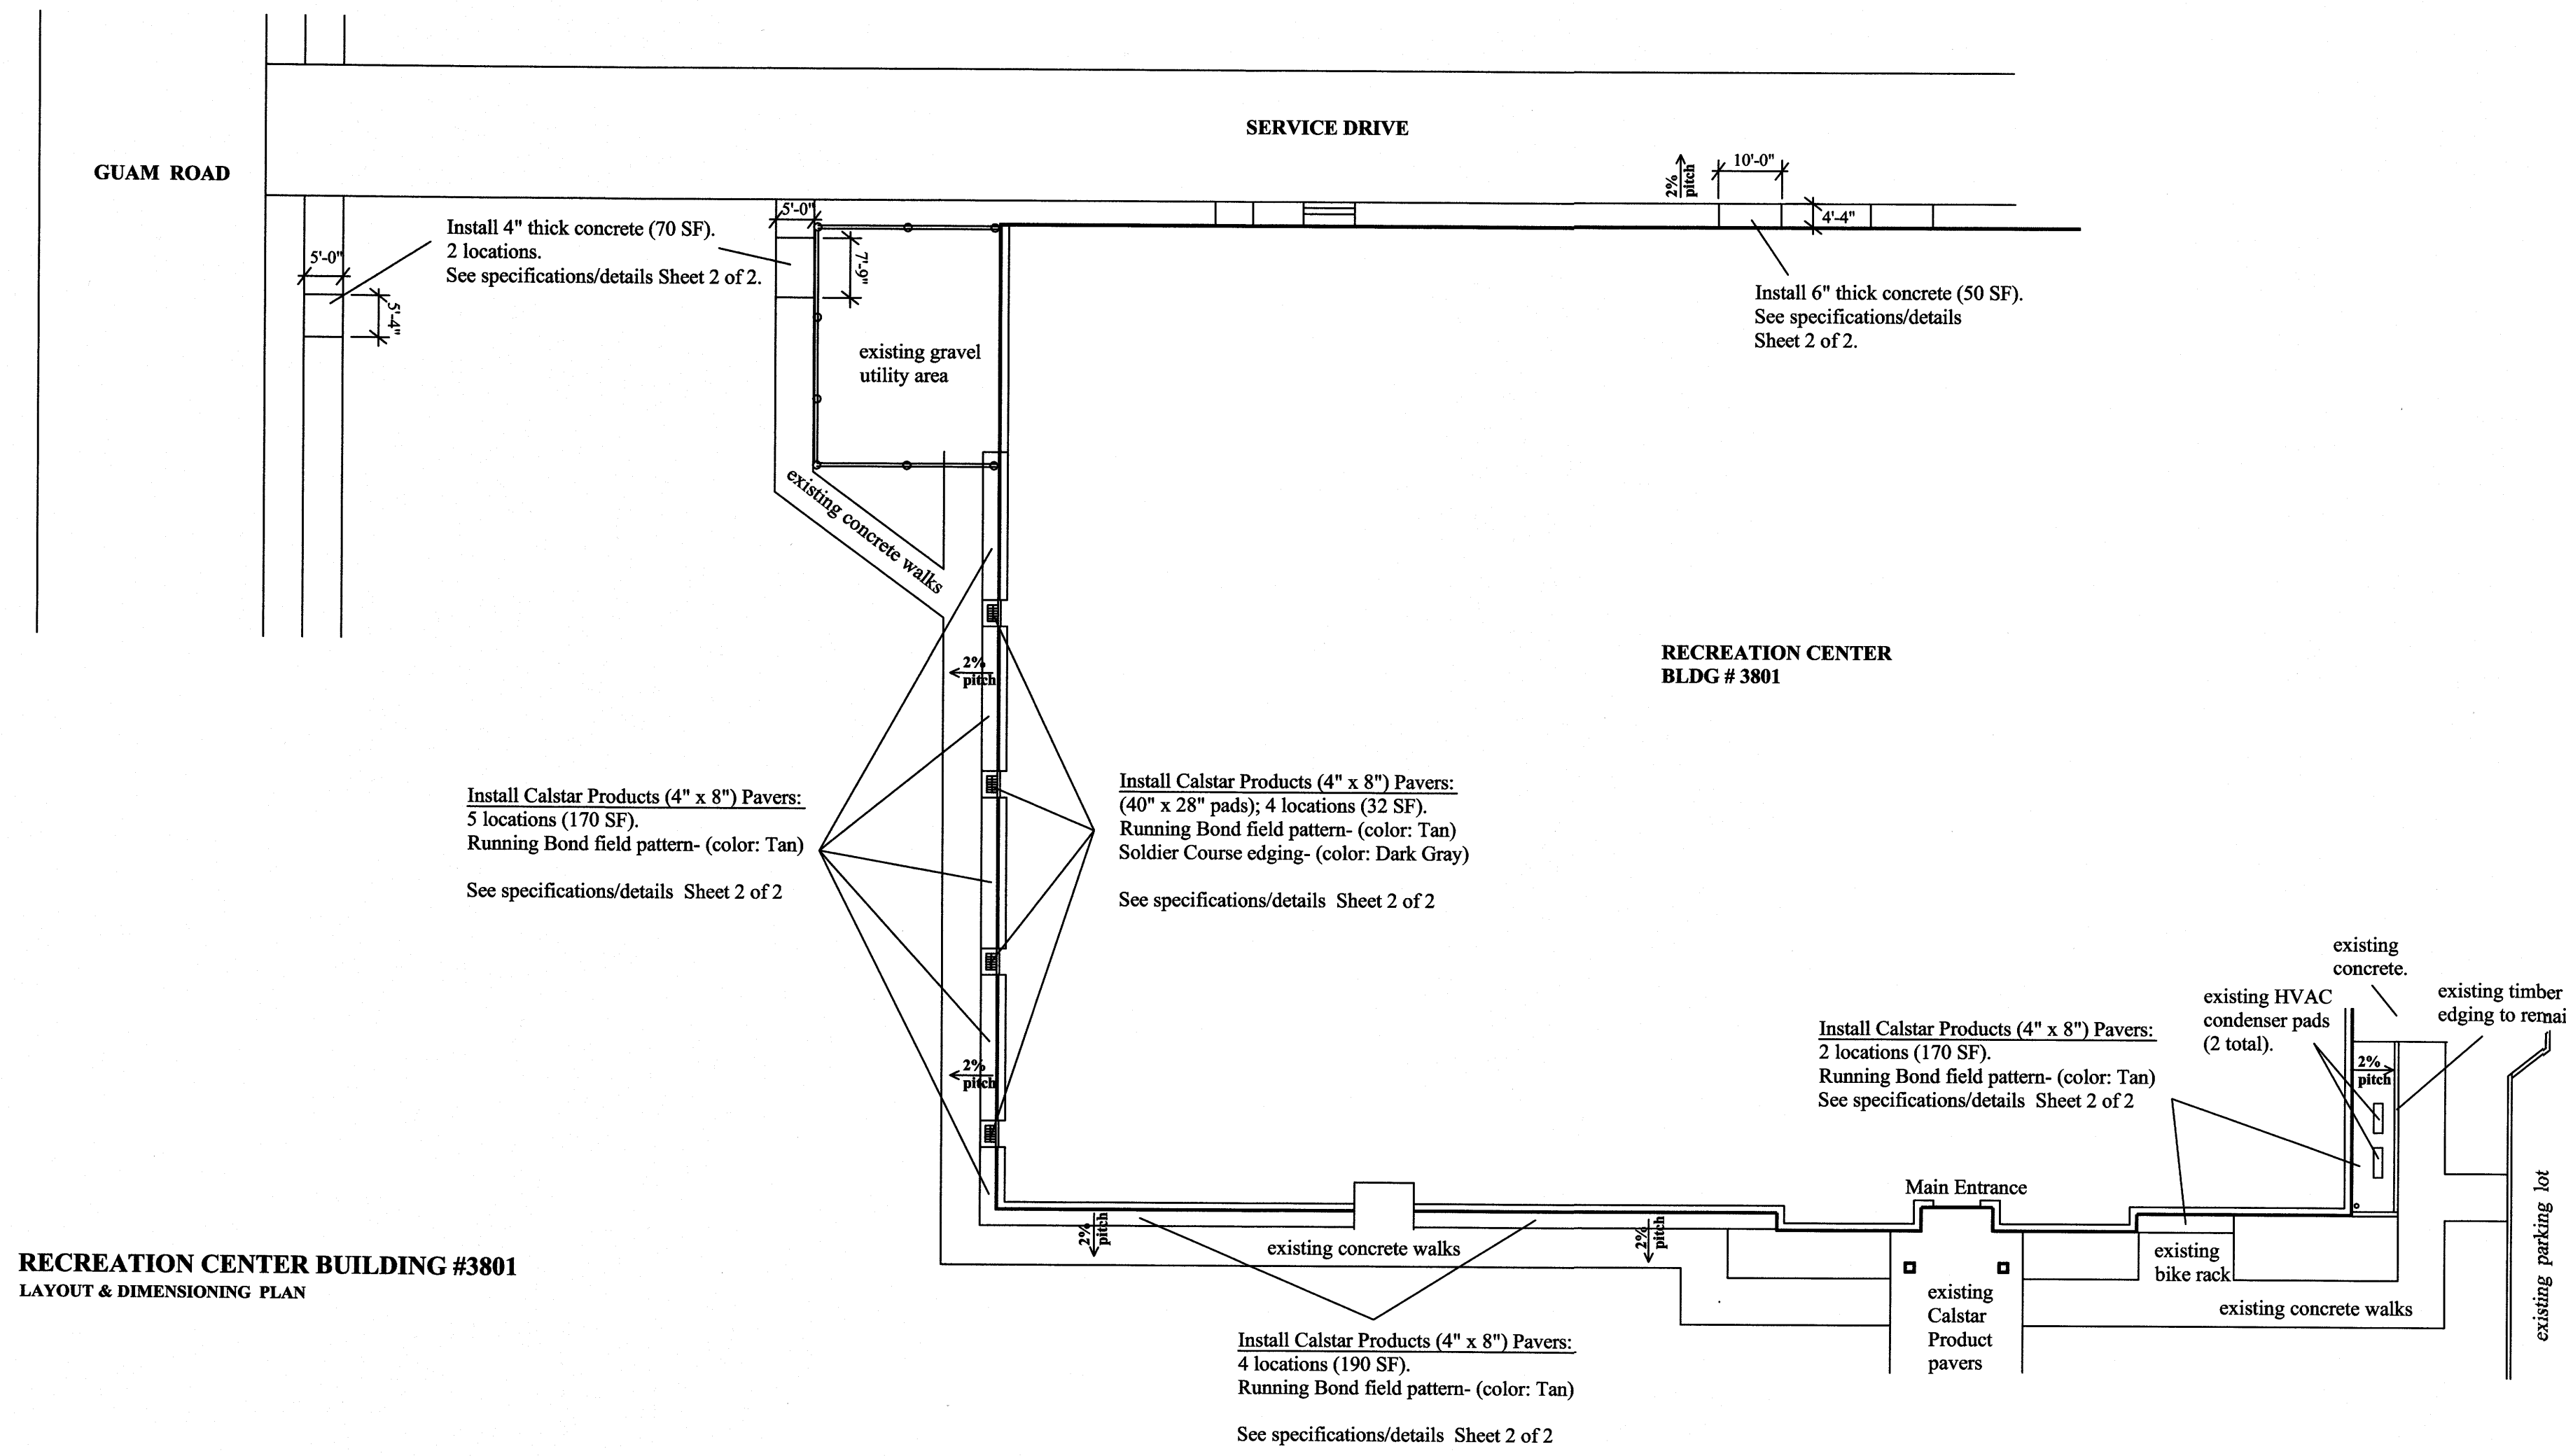 SERVICE DRIVE
GUAM ROAD
10'-0"
2%
pitch
4'-4"
5'-0"
Install 4" thick concrete (70 SF).
2 locations.
See specifications/details Sheet 2 of 2.
5'-0"
7'-9"
5'-4"
Install 6" thick concrete (50 SF).
See specifications/details
Sheet 2 of 2.
existing gravel
utility area
existing concrete walks
RECREATION CENTER
BLDG # 3801
2%
pitch
Install Calstar Products (4" x 8") Pavers:
5 locations (170 SF).
Running Bond field pattern- (color: Tan)
See specifications/details Sheet 2 of 2
Install Calstar Products (4" x 8") Pavers:
(40" x 28" pads); 4 locations (32 SF).
Running Bond field pattern- (color: Tan)
Soldier Course edging- (color: Dark Gray)
See specifications/details Sheet 2 of 2
existing
concrete.
existing HVAC
condenser pads
(2 total).
existing timber
edging to remai
Install Calstar Products (4" x 8") Pavers:
2 locations (170 SF).
Running Bond field pattern- (color: Tan)
See specifications/details Sheet 2 of 2
2%
pitch
2%
pitch
Main Entrance
2%
pitch
2%
pitch
existing concrete walks
existing
bike rack
existing parking lot
existing
Calstar
Product
pavers
existing concrete walks
RECREATION CENTER BUILDING #3801
LAYOUT & DIMENSIONING PLAN
Install Calstar Products (4" x 8") Pavers:
4 locations (190 SF).
Running Bond field pattern- (color: Tan)
See specifications/details Sheet 2 of 2